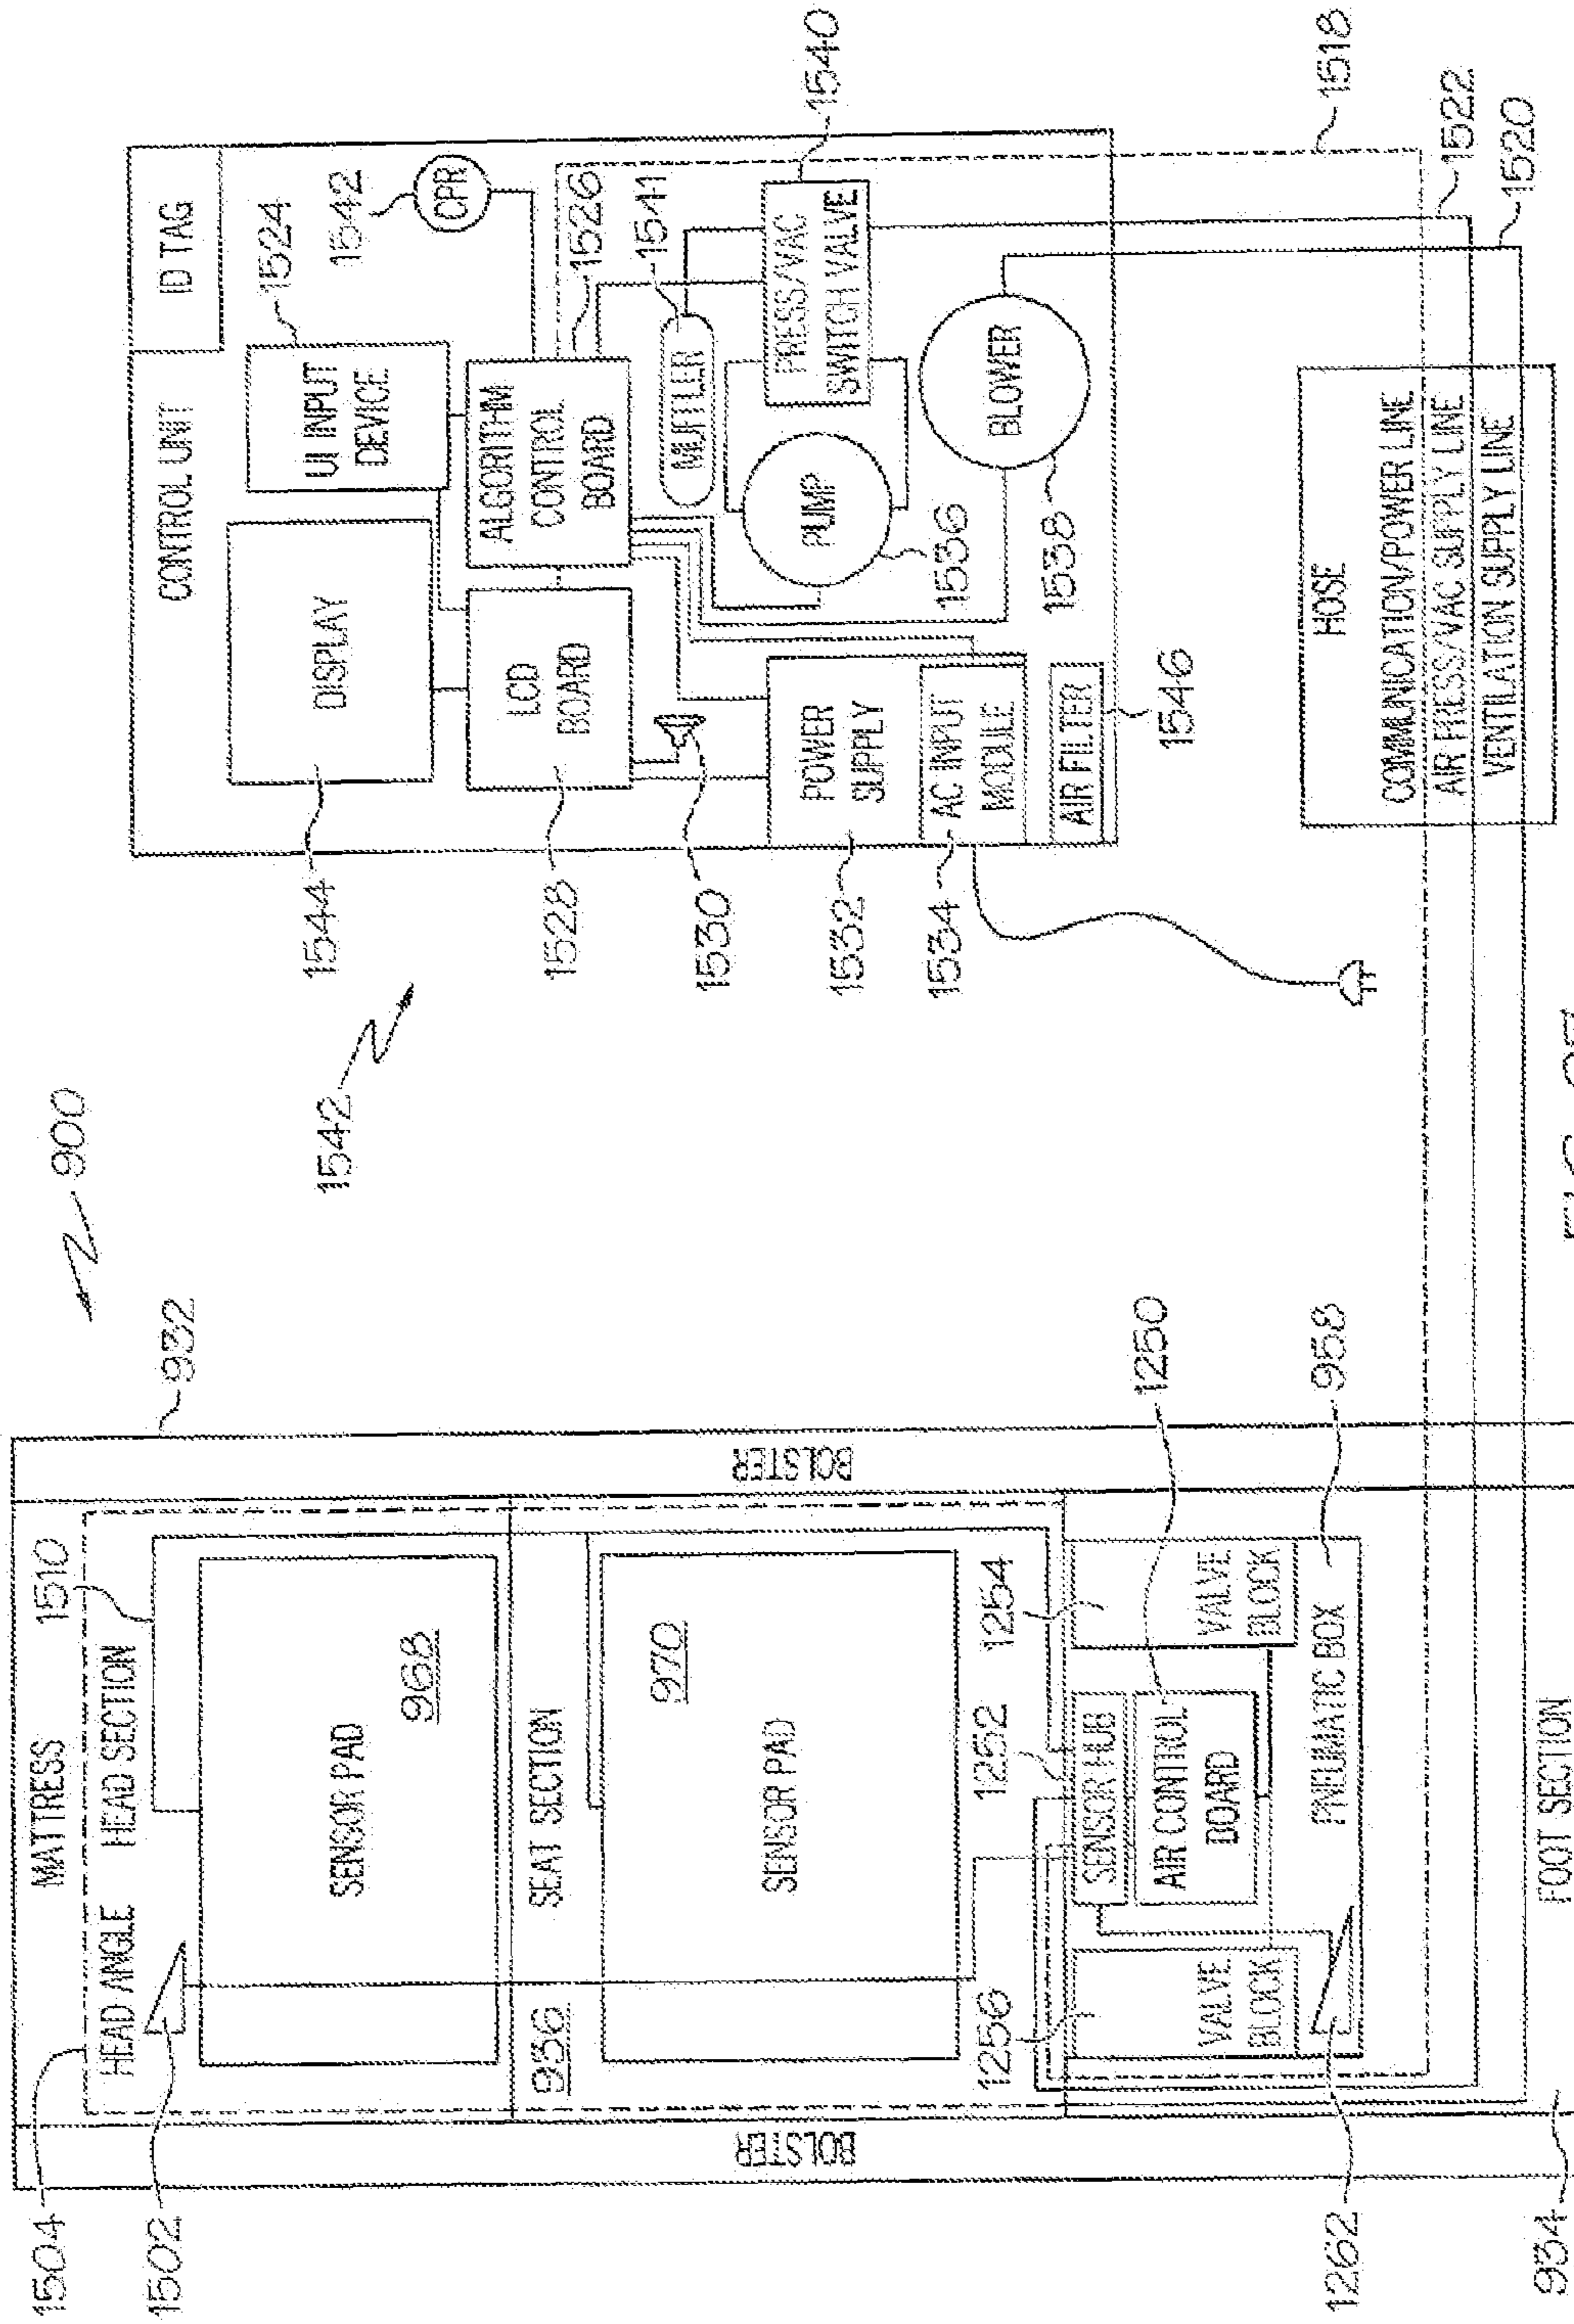 900
1542
932
MATTRESS
1504
1510
HEAD ANGLE
HEAD SECTION
1502
SENSOR PAD
968
SEAT SECTION
936
SENSOR PAD
970
BOLSTER
BOLSTER
1256
1252
1254
1250
SENSOR HUB
AIR CONTROL
BOARD
VALVE
BLOCK
VALVE
BLOCK
PNEUMATIC BOX
958
1262
934
FOOT SECTION
CONTROL UNIT
ID TAG
1544
DISPLAY
UI INPUT
DEVICE
1524
1542
CPR
1528
LCD
BOARD
ALGORITHM
CONTROL
BOARD
1526
1541
MUFFLER
1530
1532
POWER
SUPPLY
1534
AC INPUT
MODULE
AIR FILTER
1546
PUMP
1536
PRESS/VAC
SWITCH VALVE
1540
BLOWER
1538
1518
1522
1520
HOSE
COMMUNICATION/POWER LINE
AIR PRESS/VAC SUPPLY LINE
VENTILATION SUPPLY LINE